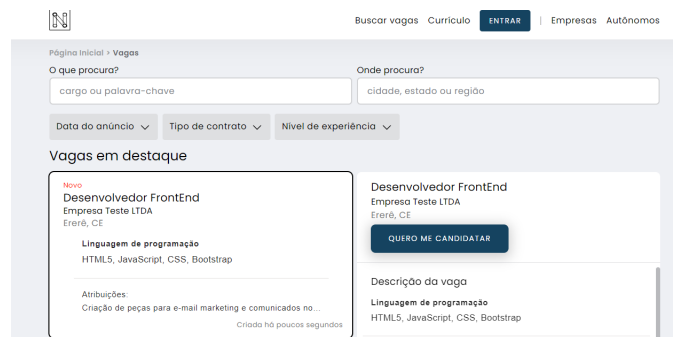 N
Buscar vagas Currículo ENTRAR | Empresas Autônomos
Página Inicial > Vagas
O que procura?
cargo ou palavra-chave
Onde procura?
cidade, estado ou região
Data do anúncio Tipo de contrato Nível de experiência
Vagas em destaque
Novo
Desenvolvedor FrontEnd
Empresa Teste LTDA
Ererê, CE
Linguagem de programação
HTML5, JavaScript, CSS, Bootstrap
Atribuições:
Criação de peças para e-mail marketing e comunicados no...
Criada há poucos segundos
Desenvolvedor FrontEnd
Empresa Teste LTDA
Ererê, CE
QUERO ME CANDIDATAR
Descrição da vaga
Linguagem de programação
HTML5, JavaScript, CSS, Bootstrap